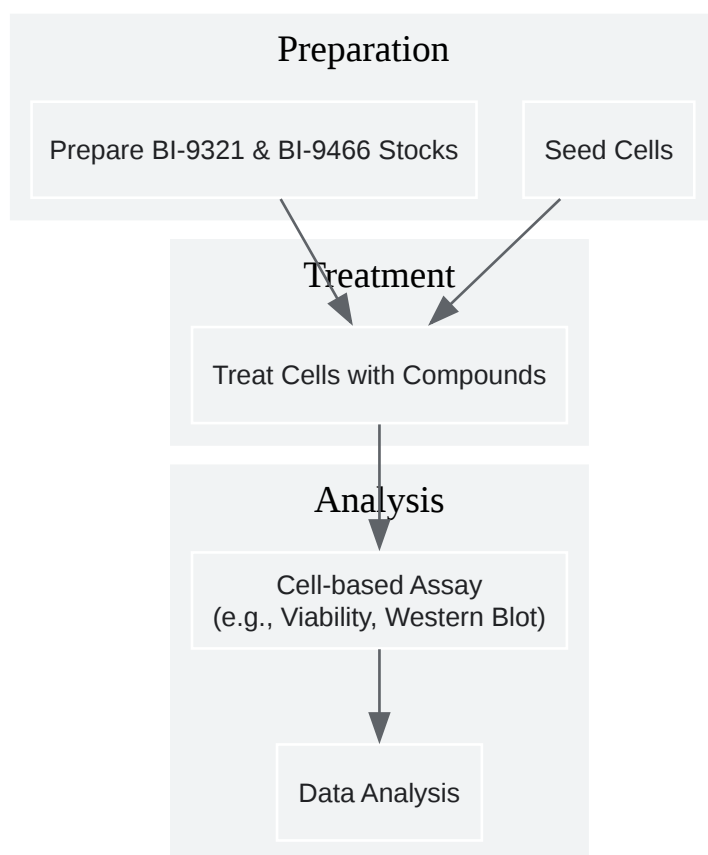 Preparation
Prepare BI-9321 & BI-9466 Stocks
Seed Cells
Treatment
Treat Cells with Compounds
Analysis
Cell-based Assay
(e.g., Viability, Western Blot)
Data Analysis